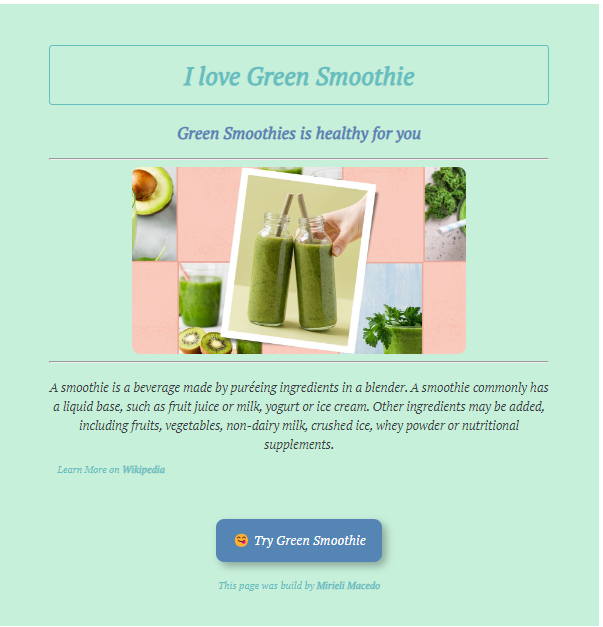 I love Green Smoothie
Green Smoothies is healthy for you
A smoothie is a beverage made by puréeing ingredients in a blender. A smoothie commonly has
a liquid base, such as fruit juice or milk, yogurt or ice cream. Other ingredients may be added,
including fruits, vegetables, non-dairy milk, crushed ice, whey powder or nutritional
supplements.
Learn More on Wikipedia
😋 Try Green Smoothie
This page was build by Mirieli Macedo